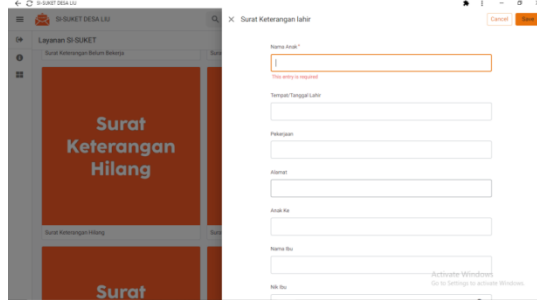 SI-SUKET DESA LIU
SI-SUKET DESA LIU
Surat Keterangan lahir
Cancel
Save
Layanan SI-SUKET
Surat Keterangan Belum Bekerja
Nama Anak *
This entry is required
Tempat/Tanggal Lahir
Pekerjaan
Surat
Keterangan
Hilang
Alamat
Anak Ke
Surat Keterangan Hilang
Nama Ibu
Nik Ibu
Surat
Activate Windows
Go to Settings to activate Windows.